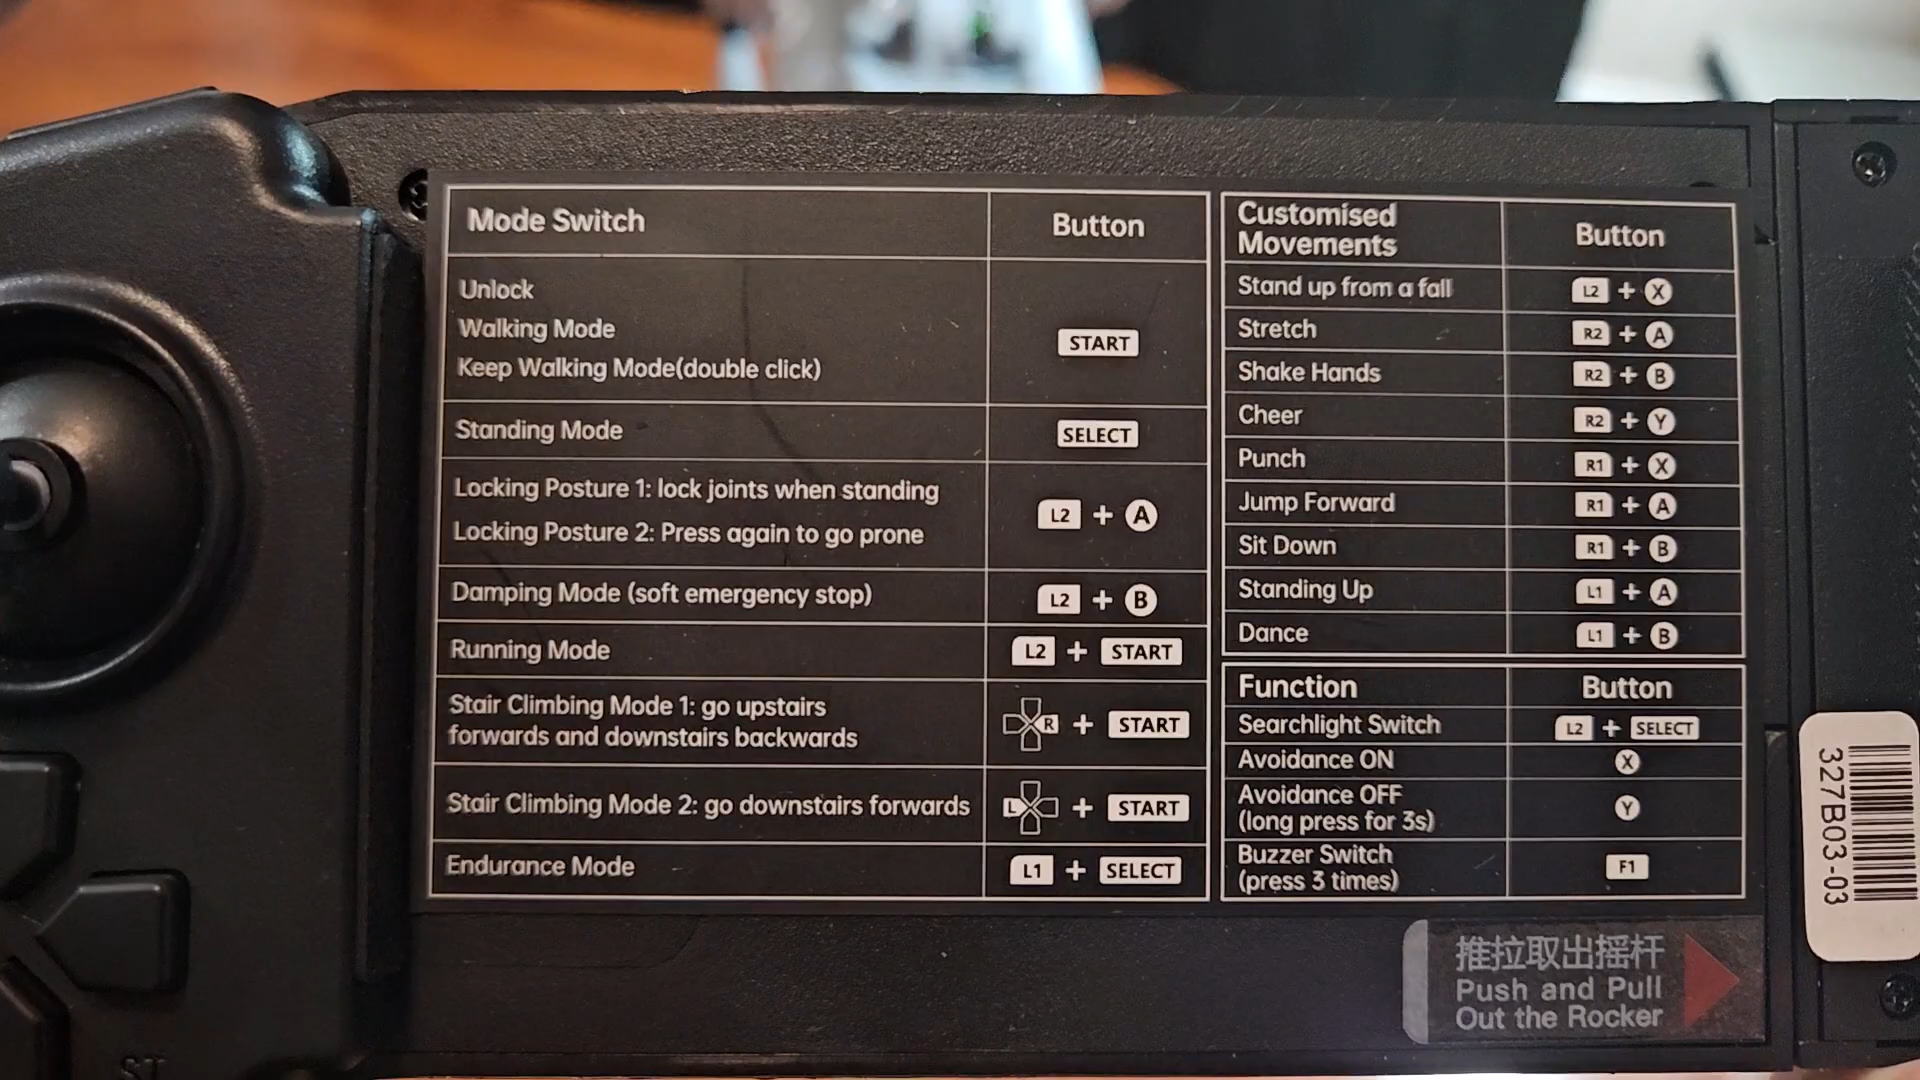 Mode Switch Button
Unlock
Walking Mode
Keep Walking Mode(double click)
START
Standing Mode SELECT
Locking Posture 1: lock joints when standing
Locking Posture 2: Press again to go prone
L2 + A
Damping Mode (soft emergency stop) L2 + B
Running Mode L2 + START
Stair Climbing Mode 1: go upstairs
forwards and downstairs backwards
R + START
Stair Climbing Mode 2: go downstairs forwards L + START
Endurance Mode L1 + SELECT
Customised
Movements
Button
Stand up from a fall L2 + X
Stretch R2 + A
Shake Hands R2 + B
Cheer R2 + Y
Punch R1 + X
Jump Forward R1 + A
Sit Down R1 + B
Standing Up L1 + A
Dance L1 + B
Function Button
Searchlight Switch L2 + SELECT
Avoidance ON X
Avoidance OFF
(long press for 3s)
Y
Buzzer Switch
(press 3 times)
F1
推拉取出摇杆
Push and Pull
Out the Rocker
327B03-03